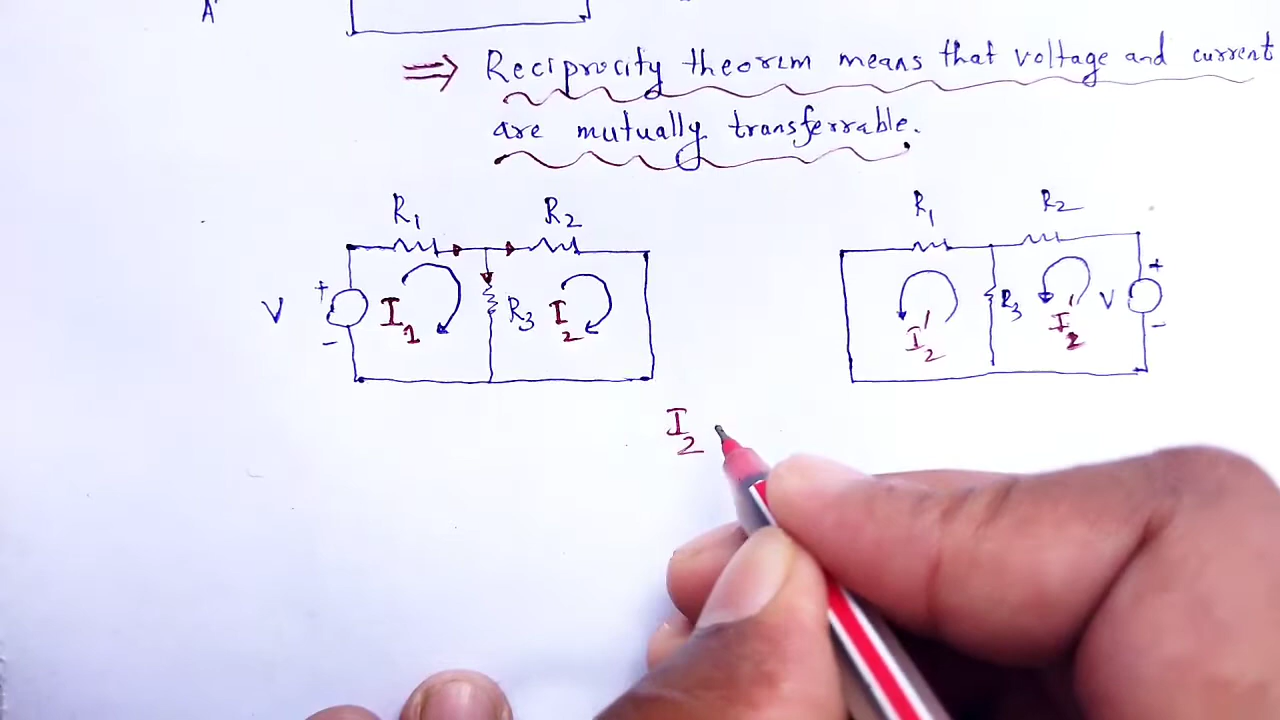 A
⇒ Reciprocity theorem means that voltage and current
are mutually transferrable.
R1 R2
V + - I1 R3 I2
R1 R2
I2' R3 I2' V + -
I2